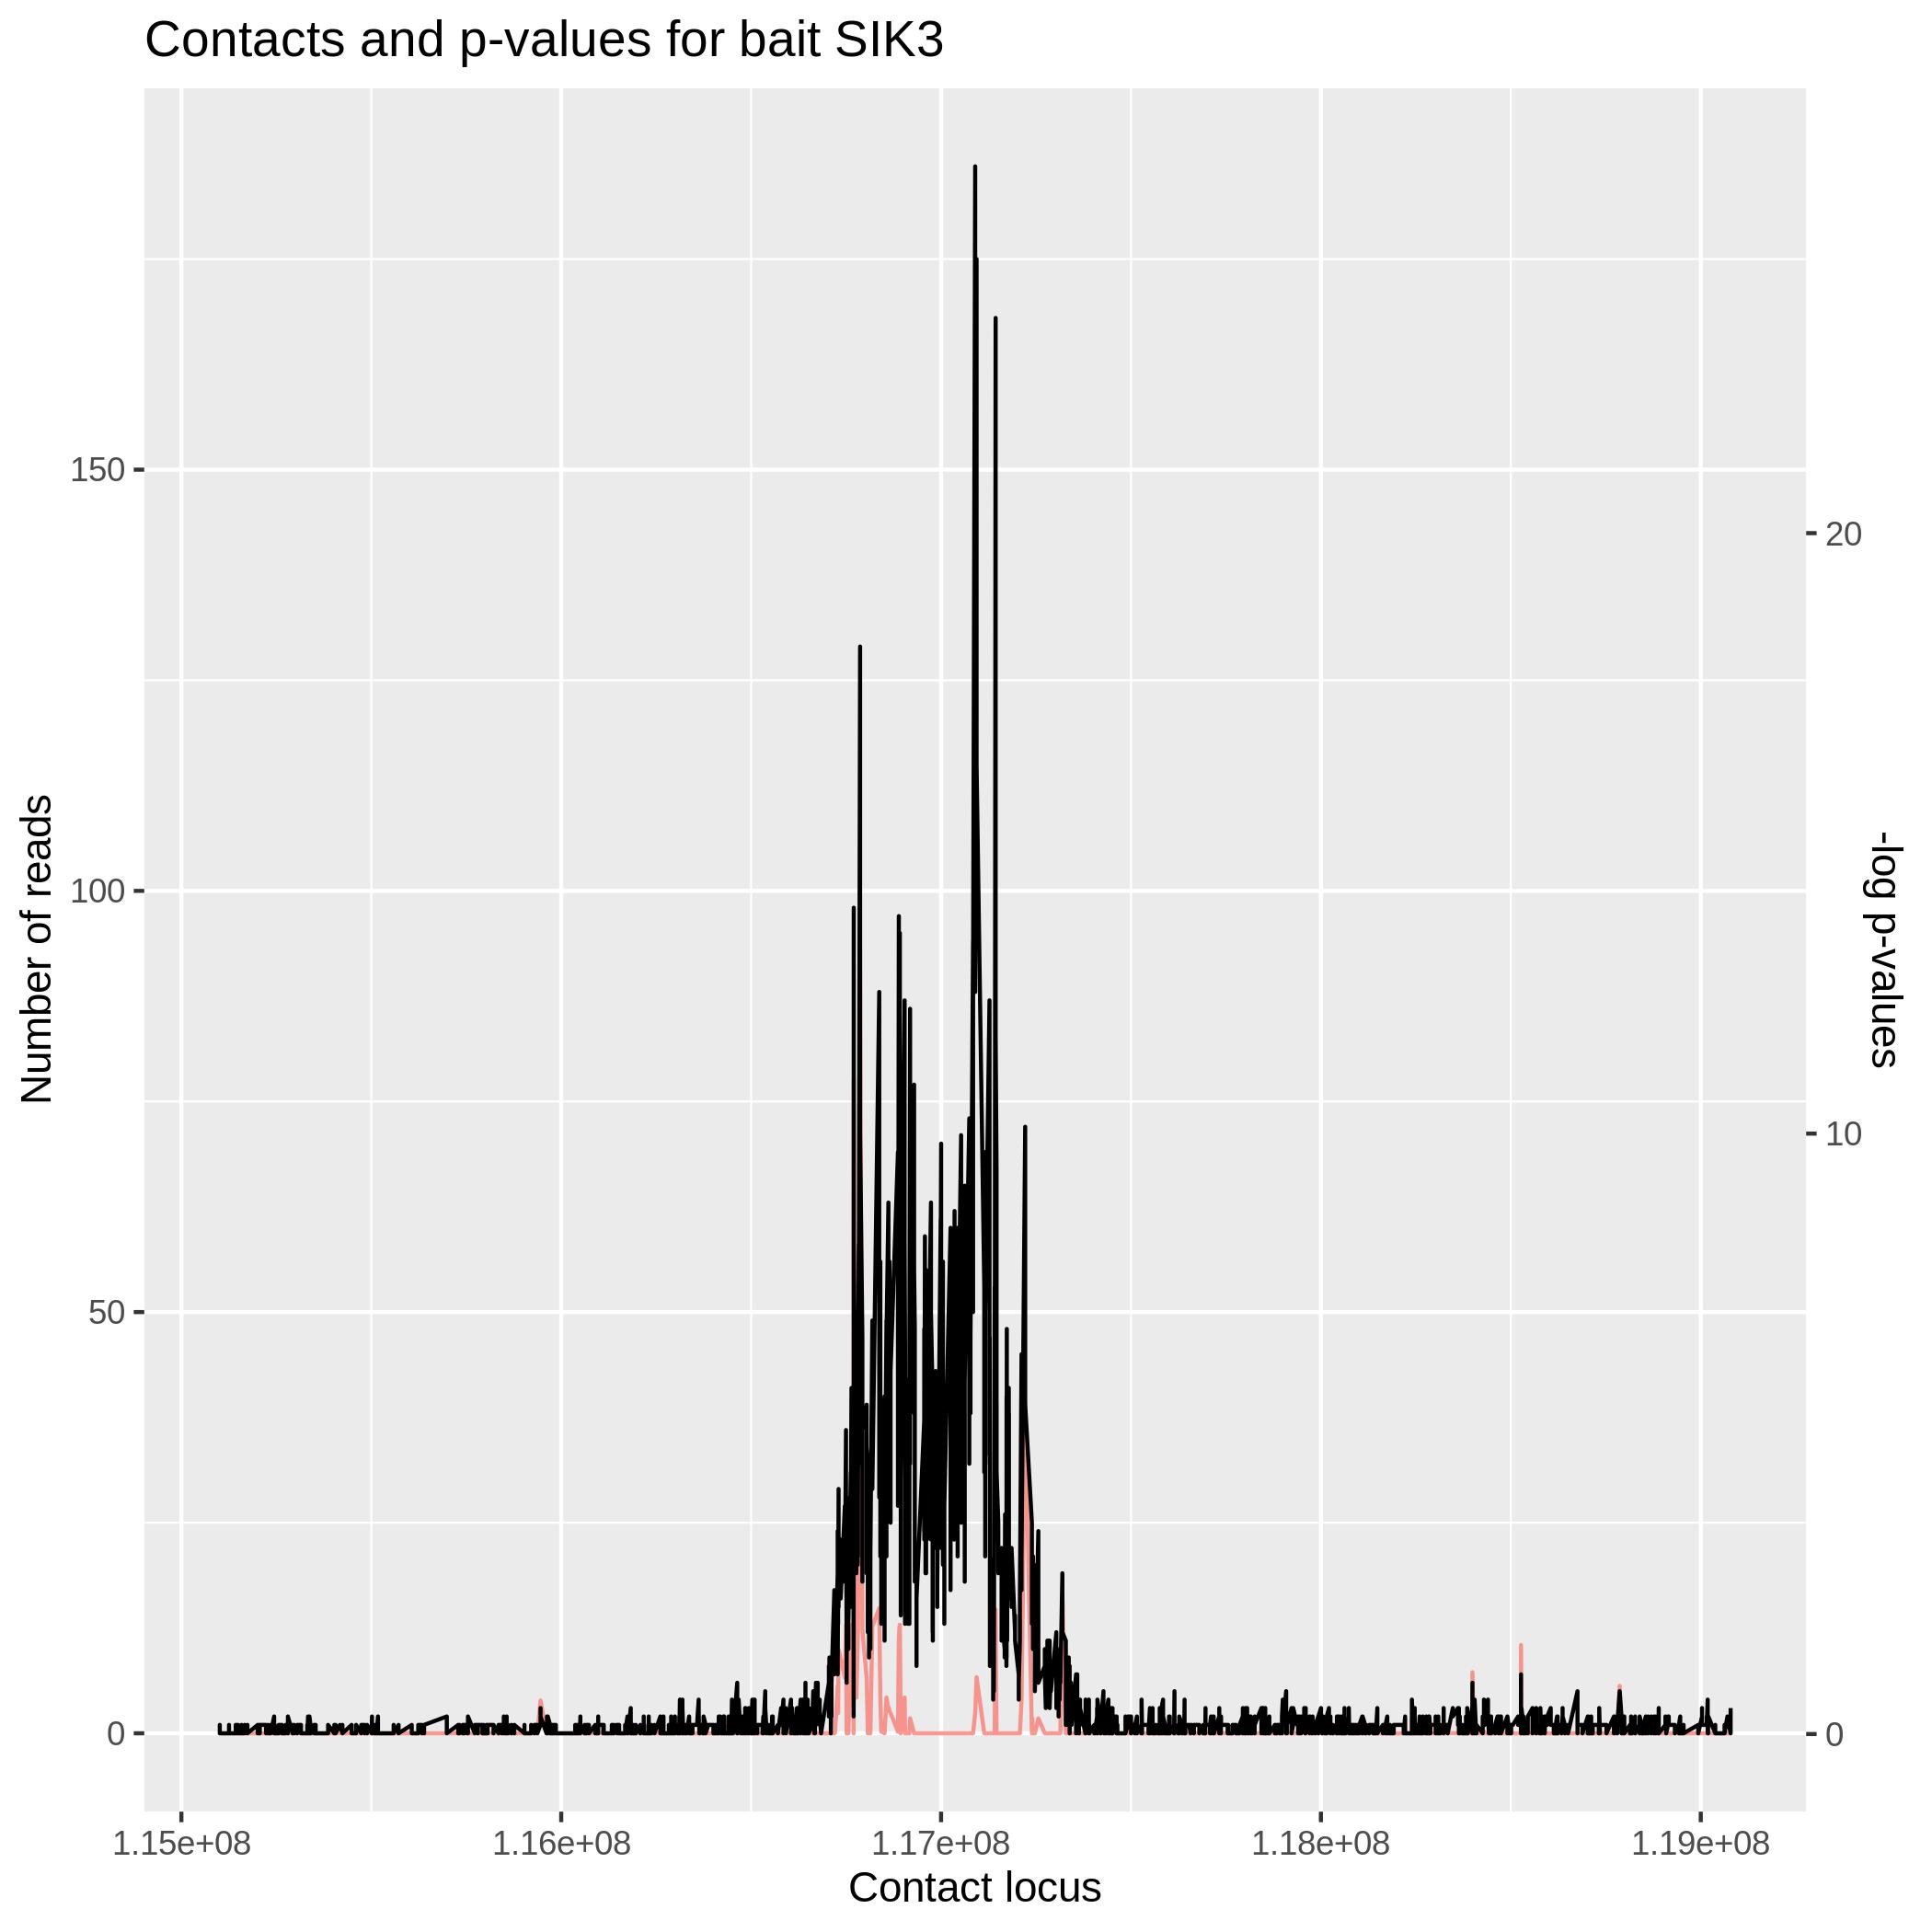 Contacts and p-values for bait SIK3
Number of reads
150
100
50
0
20
10
0
-log p-values
1.15e+08
1.16e+08
1.17e+08
1.18e+08
1.19e+08
Contact locus